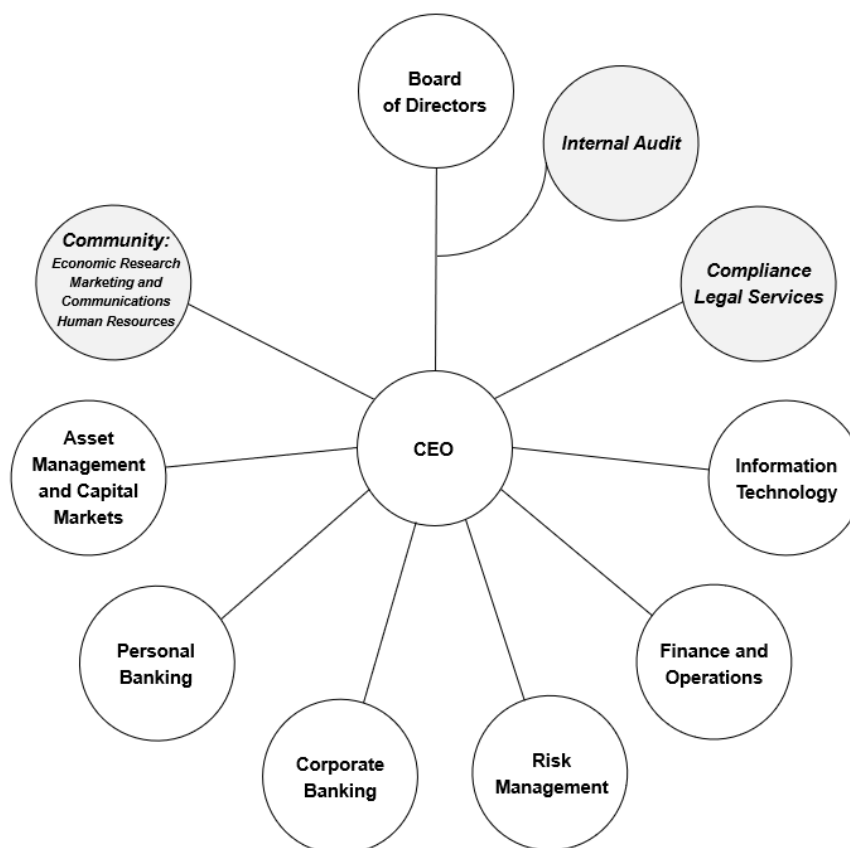 Board
of Directors
Internal Audit
Community:
Economic Research
Marketing and
Communications
Human Resources
Compliance
Legal Services
CEO
Asset
Management
and Capital
Markets
Information
Technology
Personal
Banking
Finance and
Operations
Corporate
Banking
Risk
Management